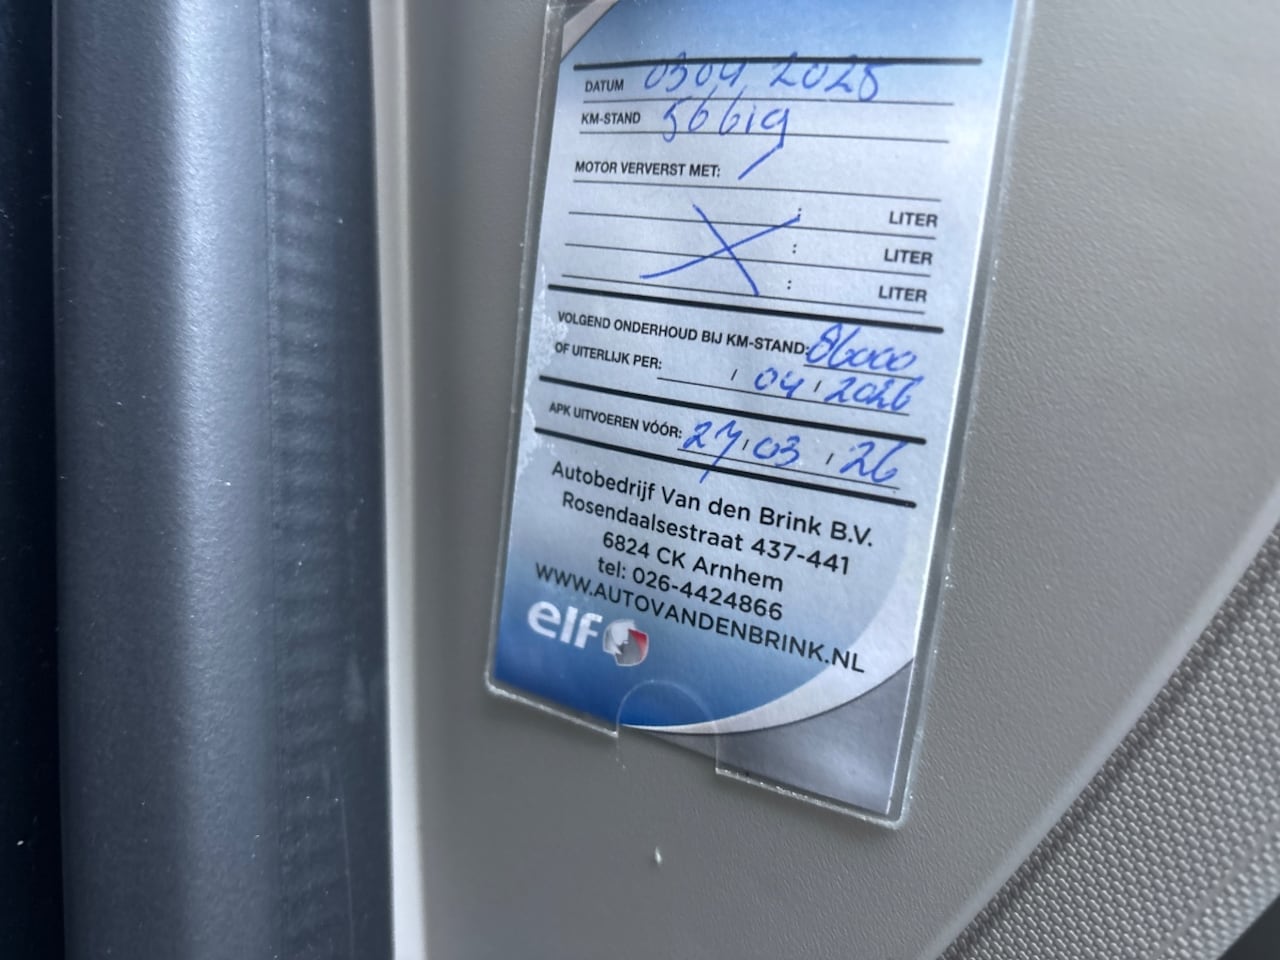 DATUM 03 04 2025
KM-STAND 56619
MOTOR VERVERST MET:
: LITER
: LITER
: LITER
VOLGEND ONDERHOUD BIJ KM-STAND: 86000
OF UITERLIJK PER: / 04 / 2026
APK UITVOEREN VÓÓR: 27 / 03 / 26
Autobedrijf Van den Brink B.V.
Rosendaalsestraat 437-441
6824 CK Arnhem
tel: 026-4424866
WWW.AUTOVANDENBRINK.NL
elf